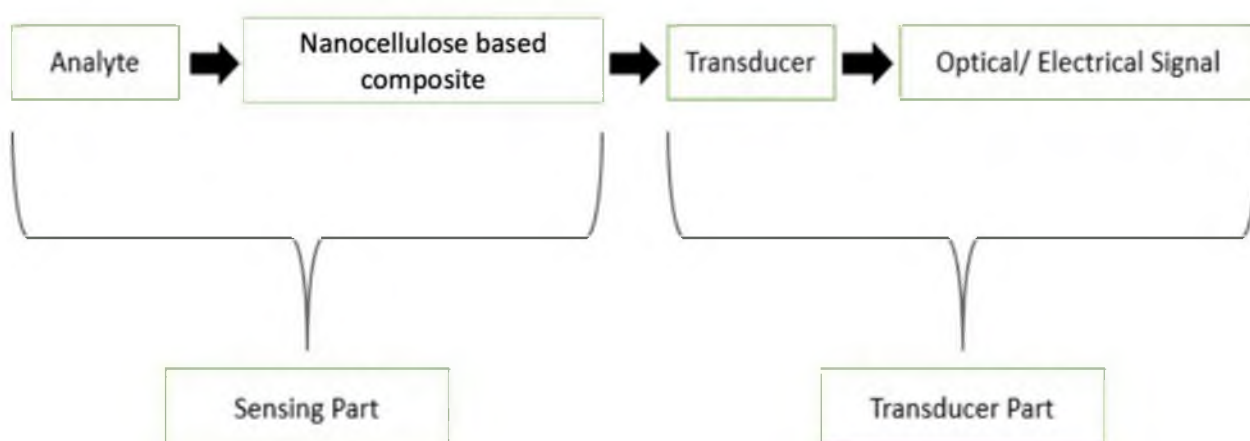 Analyte
Nanocellulose based
composite
Transducer
Optical/ Electrical Signal
Sensing Part
Transducer Part